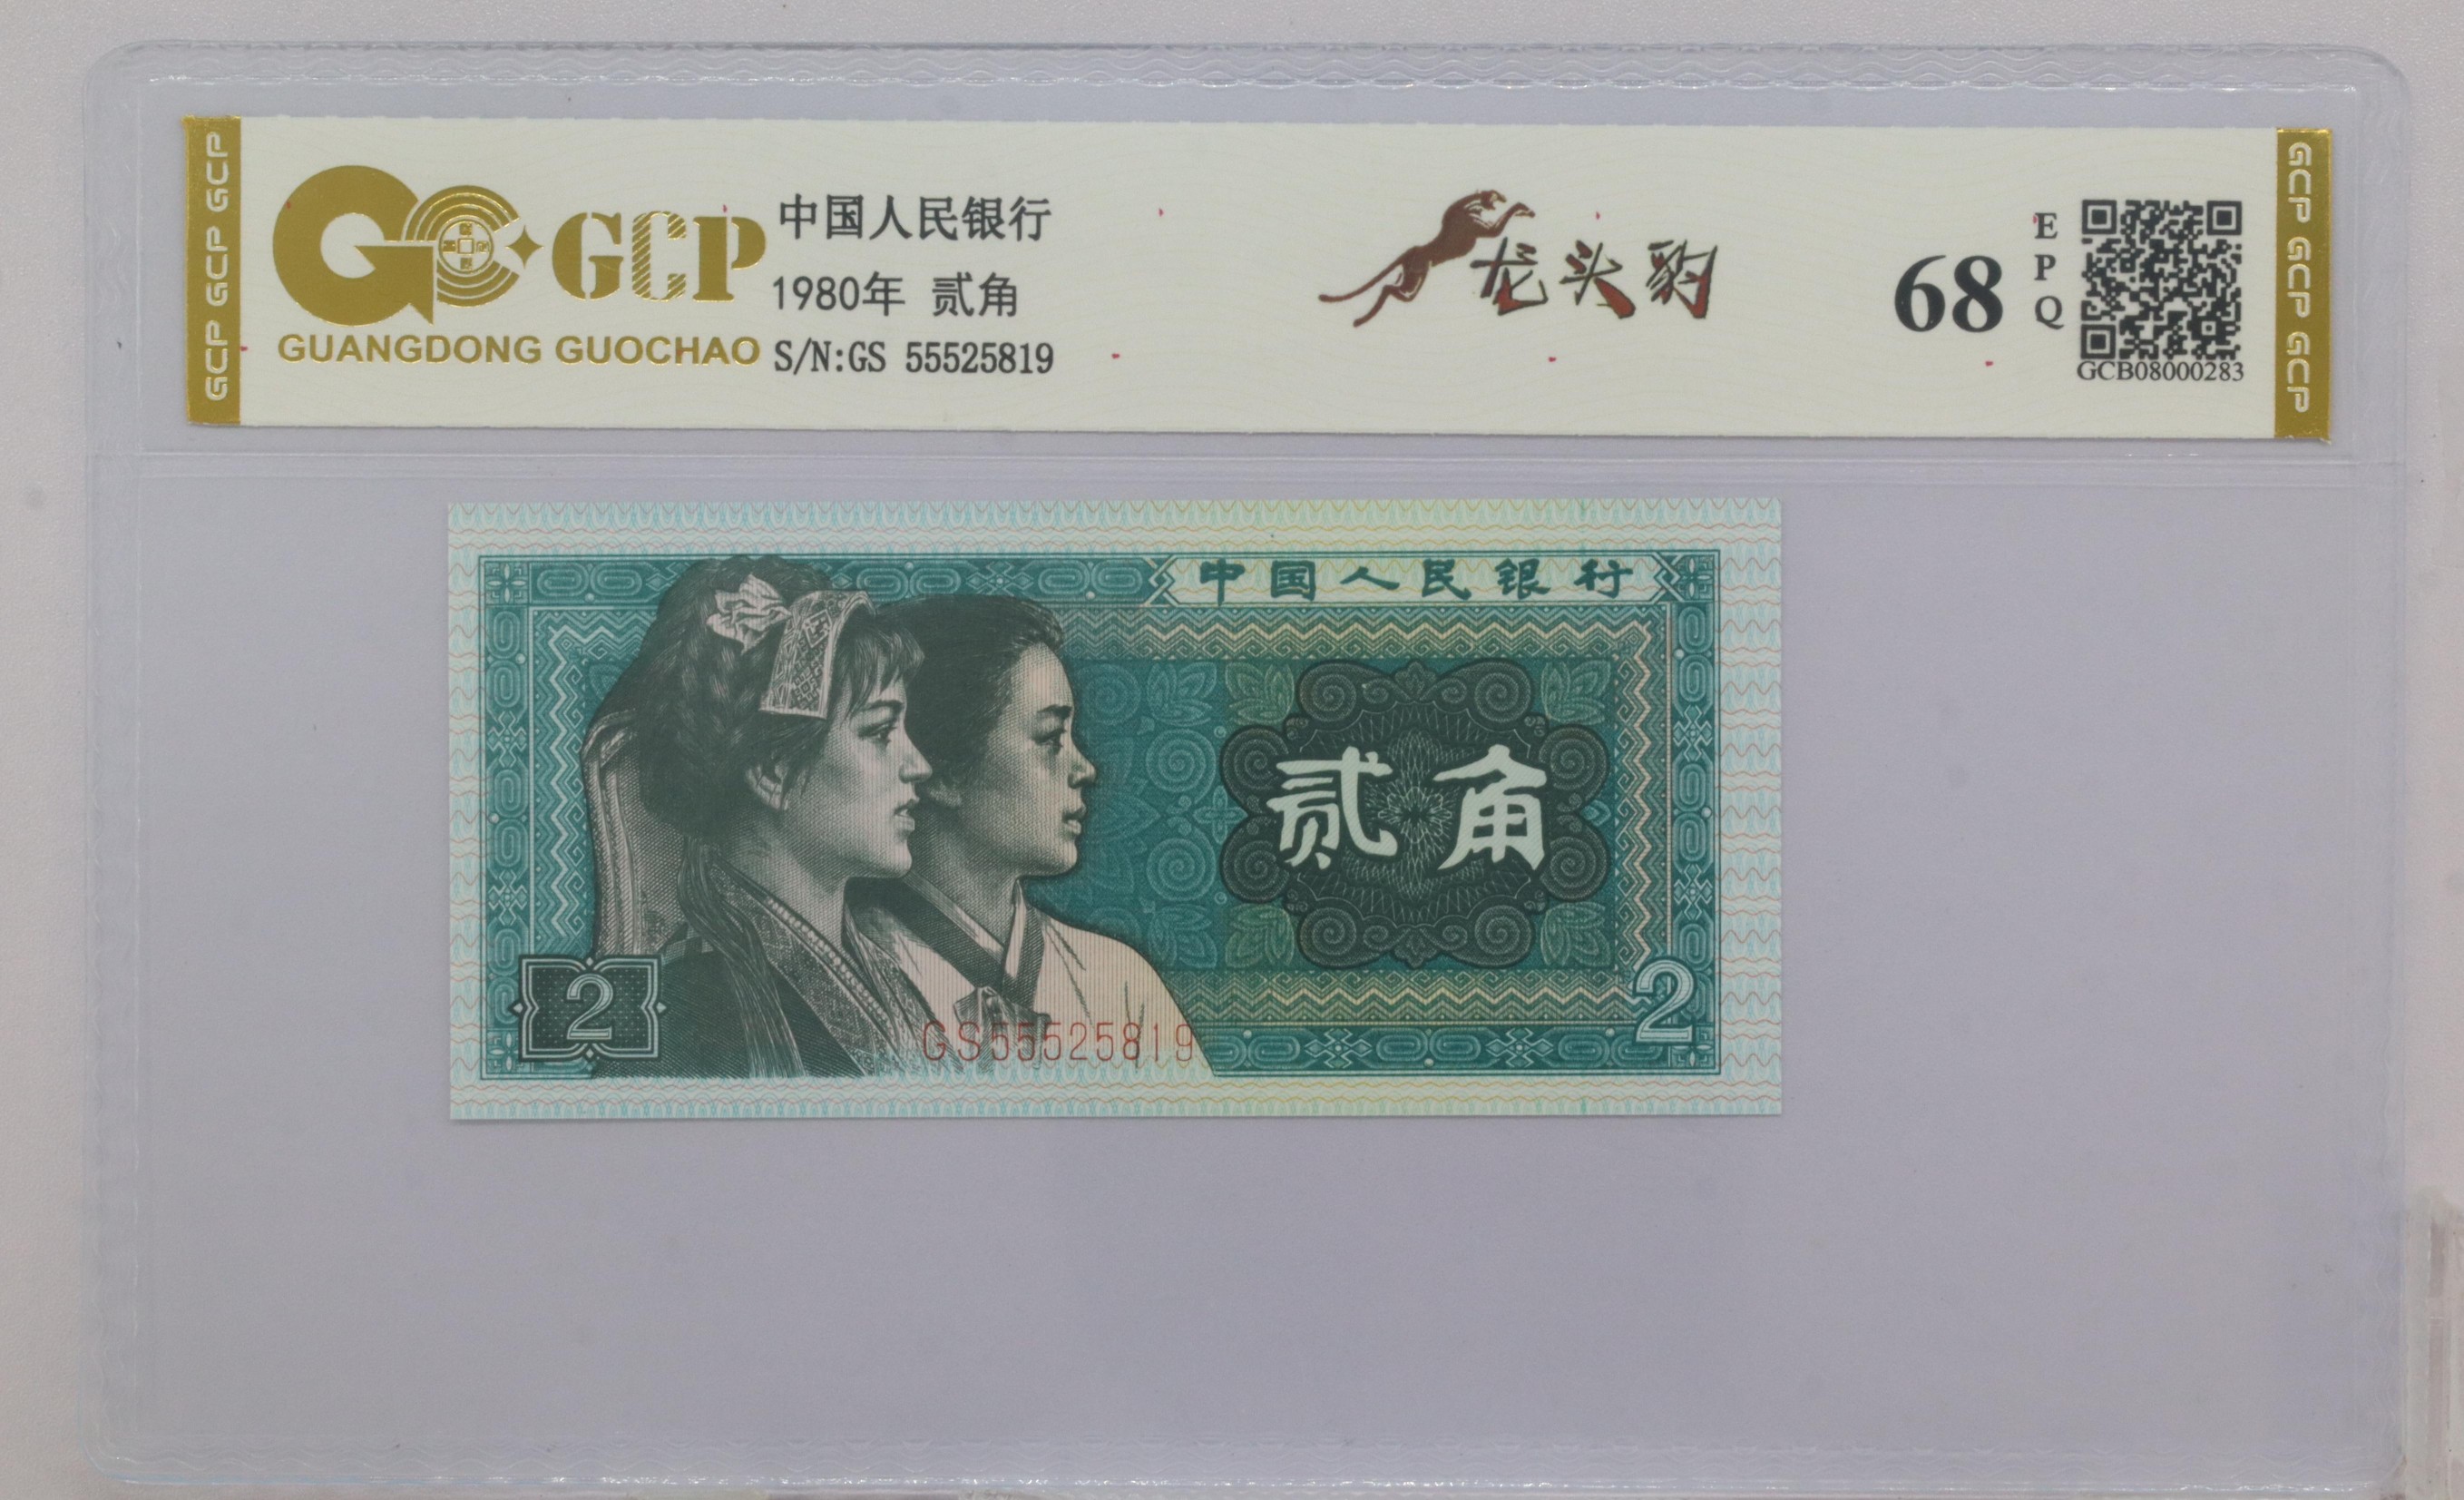 GCP GCP GCP
GCP
GUANGDONG GUOCHAO
中国人民银行
1980年 贰角
S/N:GS 55525819
龙头豹
68
EPQ
GCB08000283
GCP GCP GCP
中国人民银行
贰角
2
2
GS55525819